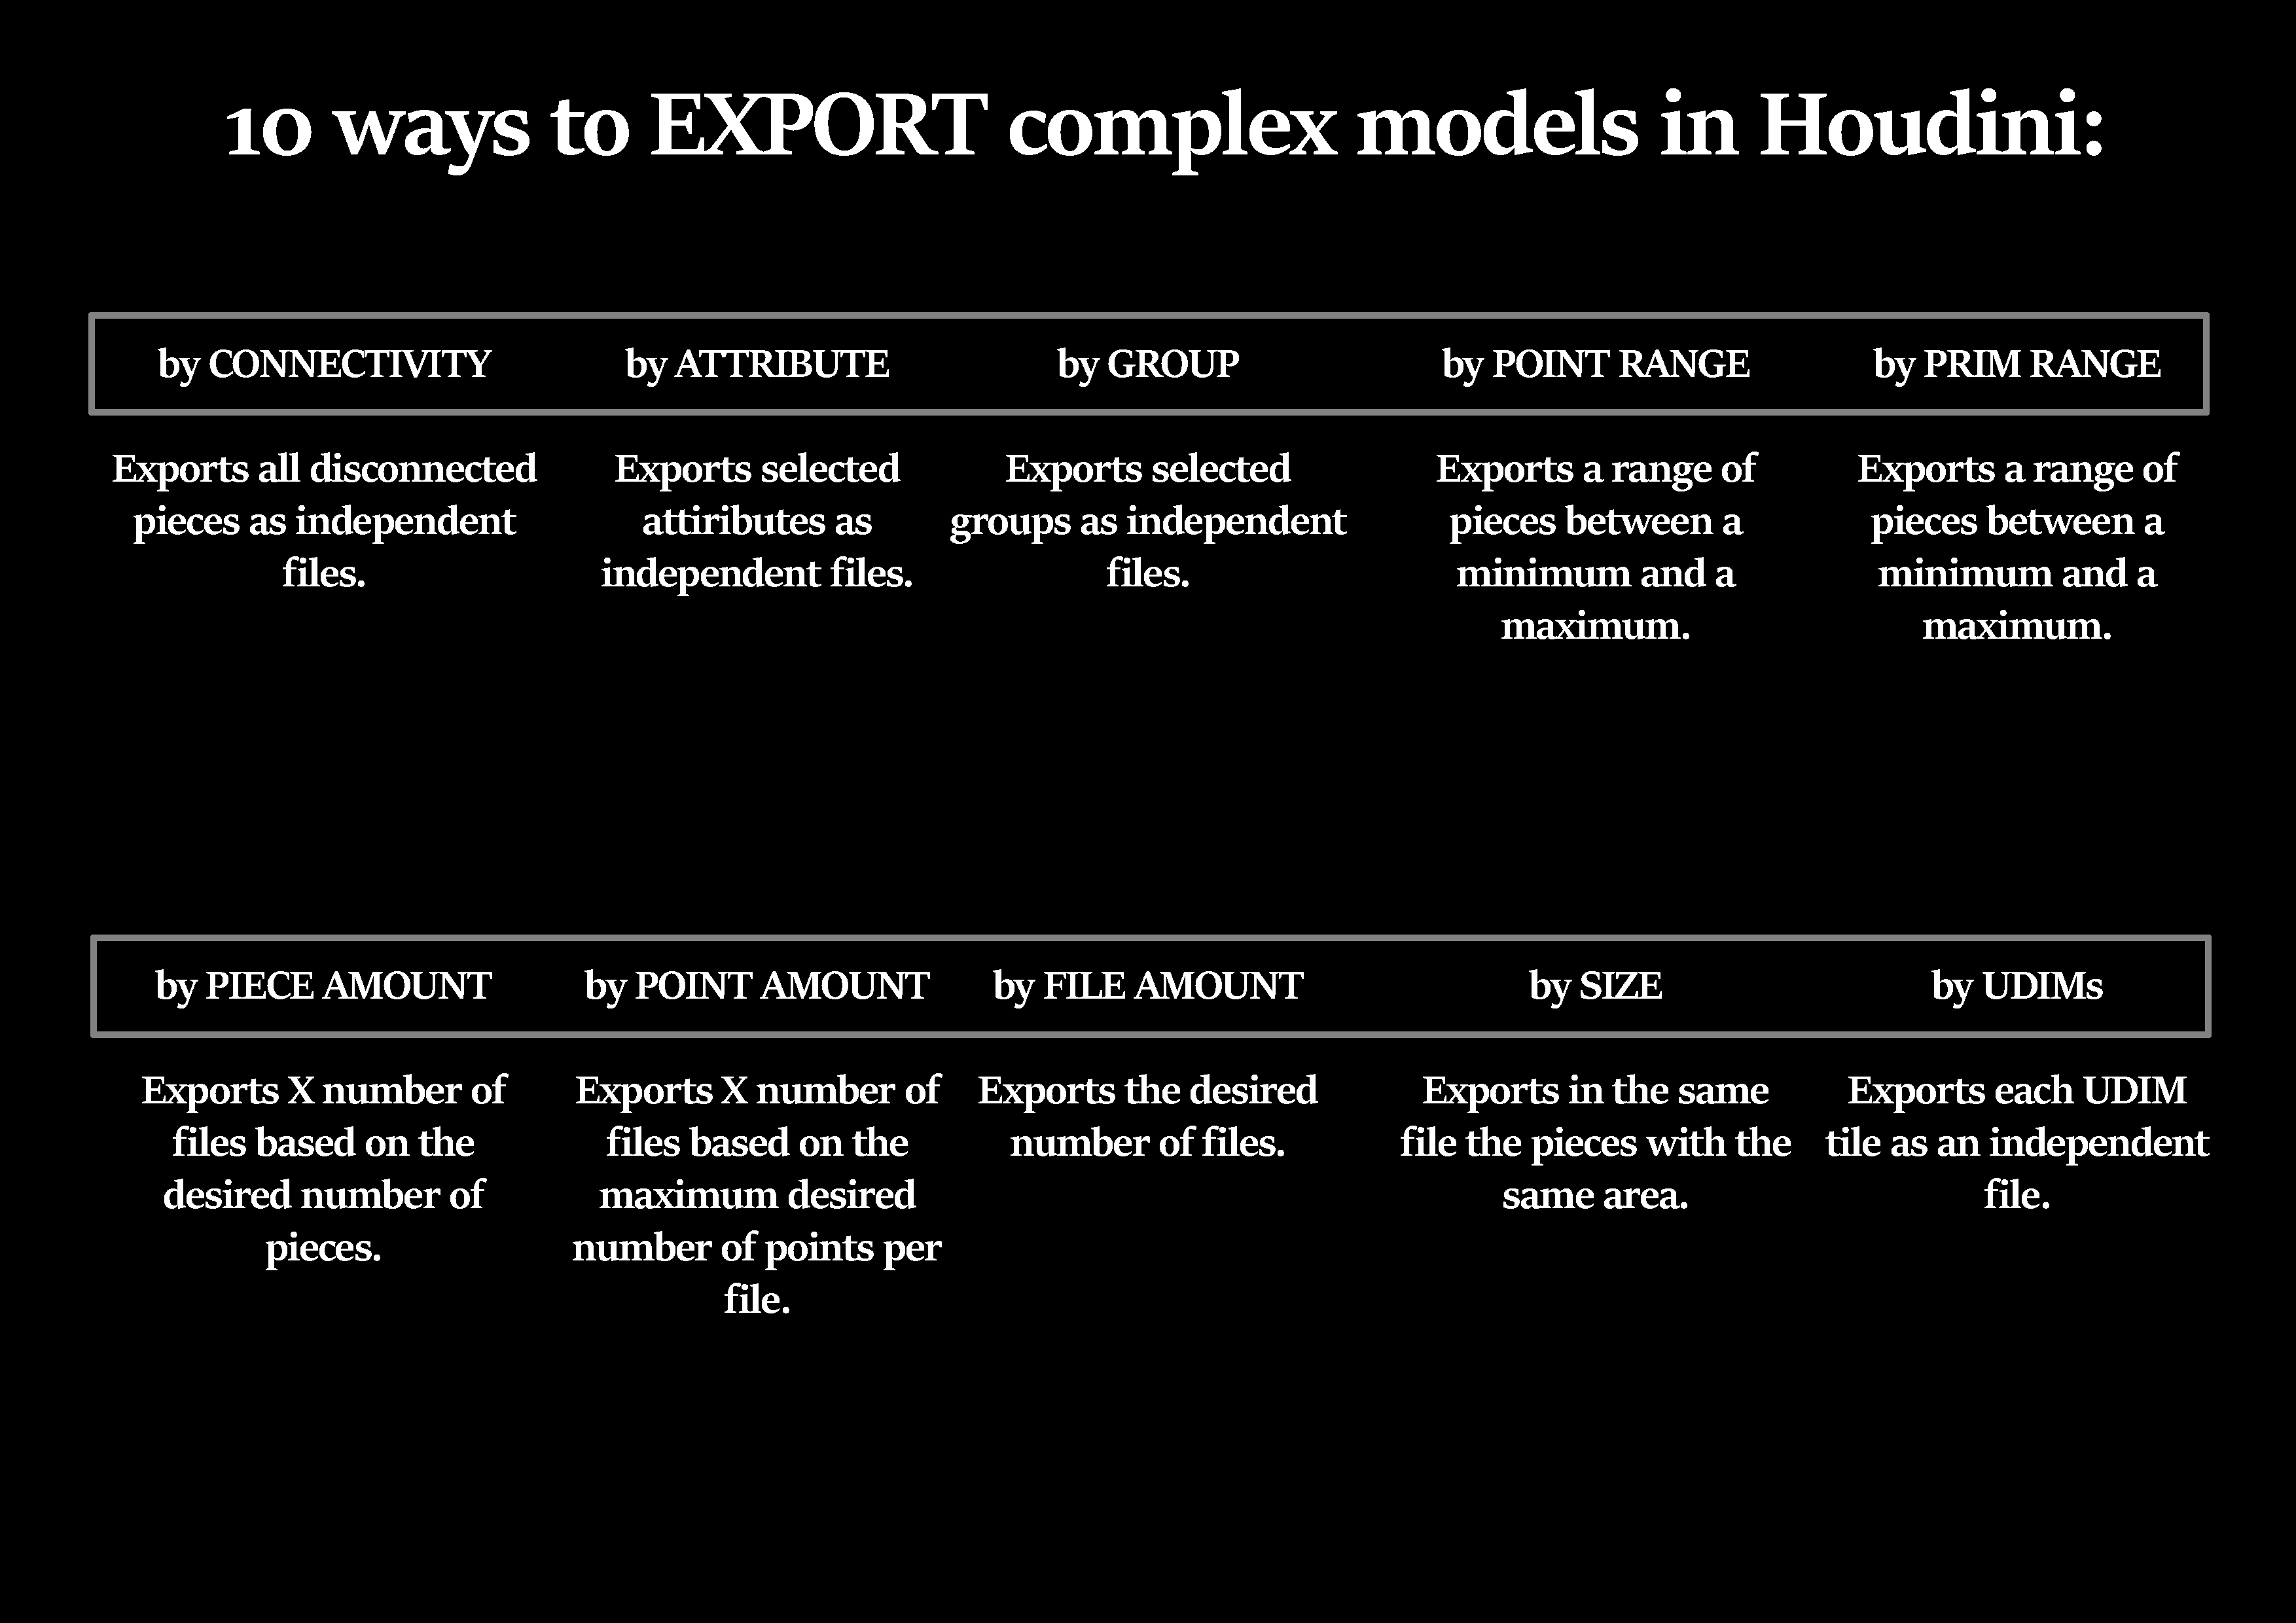 10 ways to EXPORT complex models in Houdini:
by CONNECTIVITY
Exports all disconnected
pieces as independent
files.
by ATTRIBUTE
Exports selected
attiributes as
independent files.
by GROUP
Exports selected
groups as independent
files.
by POINT RANGE
Exports a range of
pieces between a
minimum and a
maximum.
by PRIM RANGE
Exports a range of
pieces between a
minimum and a
maximum.
by PIECE AMOUNT
Exports X number of
files based on the
desired number of
pieces.
by POINT AMOUNT
Exports X number of
files based on the
maximum desired
number of points per
file.
by FILE AMOUNT
Exports the desired
number of files.
by SIZE
Exports in the same
file the pieces with the
same area.
by UDIMs
Exports each UDIM
tile as an independent
file.